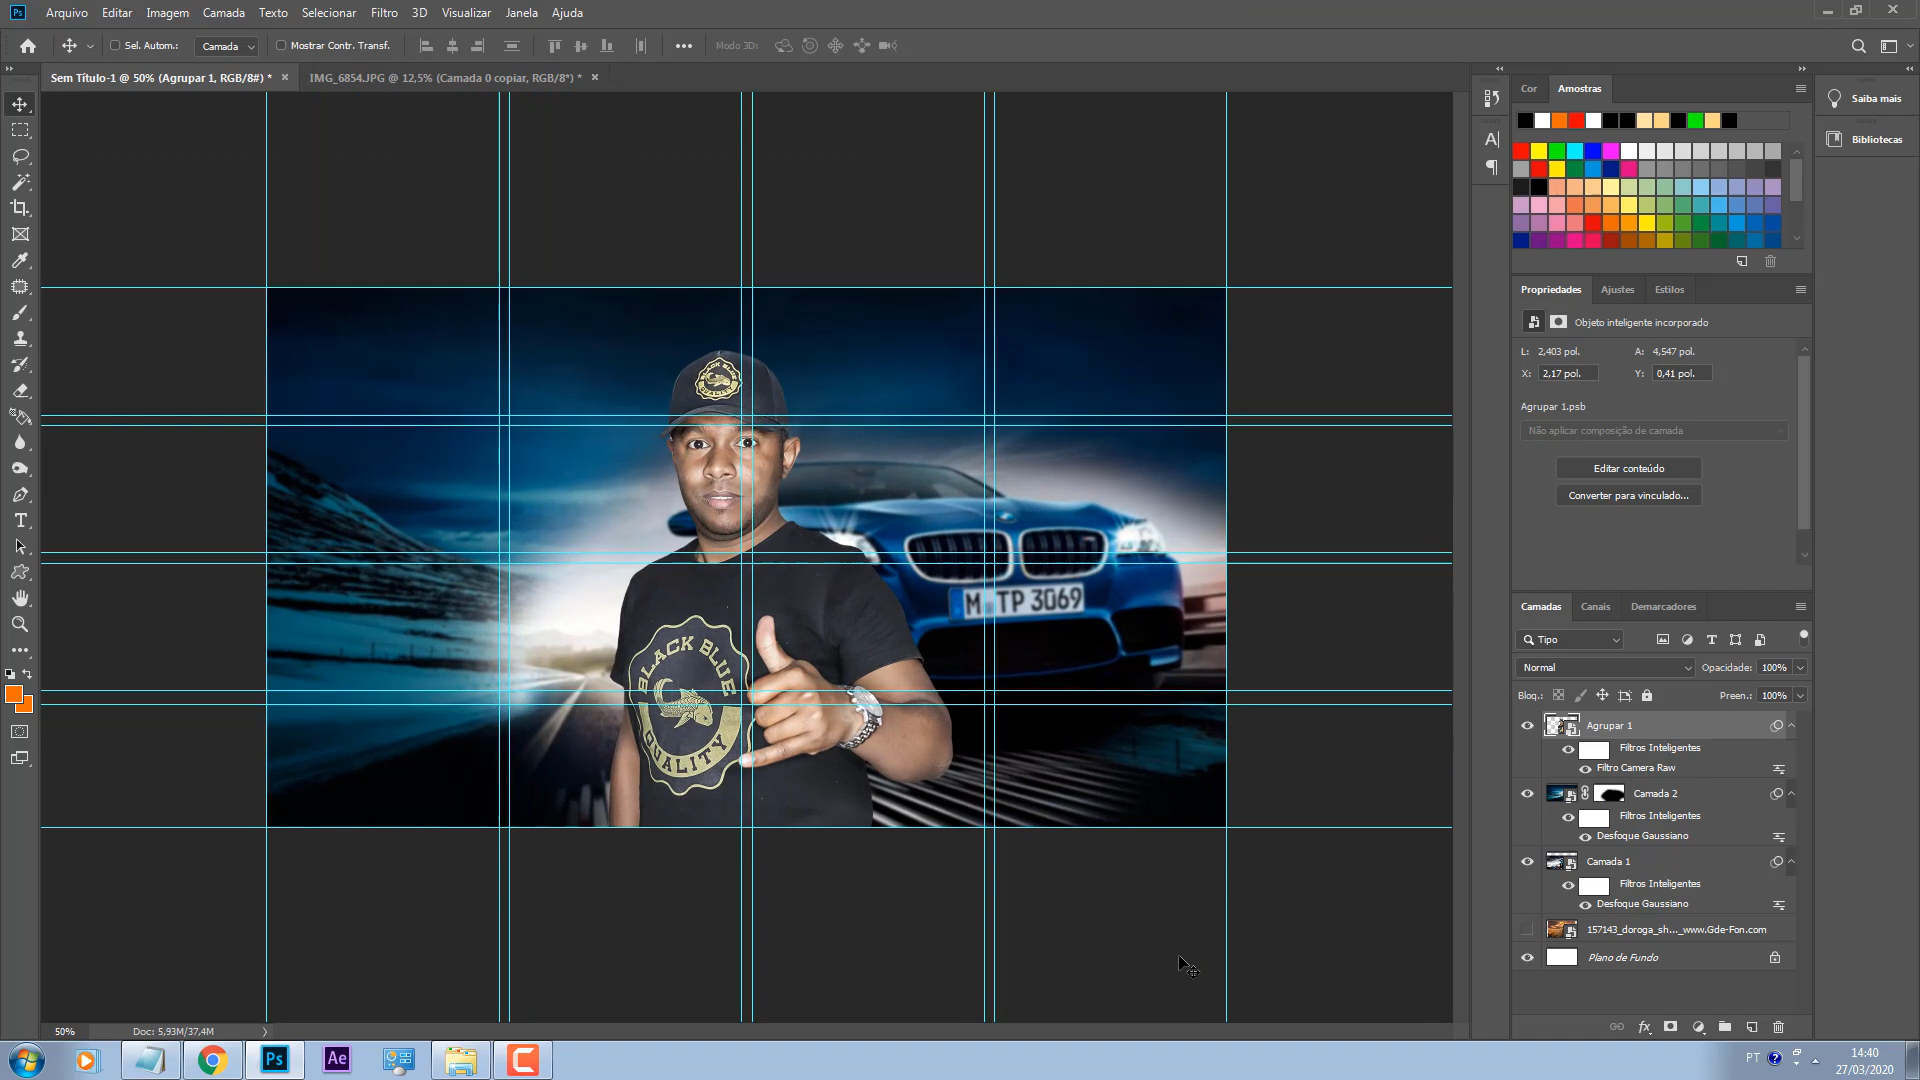 Ps Arquivo Editar Imagem Camada Texto Selecionar Filtro 3D Visualizar Janela Ajuda
Sel. Autom.: Camada Mostrar Contr. Transf. Modo 3D:
Sem Título-1 @ 50% (Agrupar 1, RGB/8#) * IMG_6854.JPG @ 12,5% (Camada 0 copiar, RGB/8*) *
Cor Amostras
Saiba mais
Bibliotecas
Propriedades Ajustes Estilos
Objeto inteligente incorporado
L: 2,403 pol. A: 4,547 pol.
X: 2,17 pol. Y: 0,41 pol.
Agrupar 1.psb
Não aplicar composição de camada
Editar conteúdo
Converter para vinculado...
BLACK BLUE
QUALITY
M TP 3069
BLACK BLUE
QUALITY
Camadas Canais Demarcadores
Tipo
Normal Opacidade: 100%
Bloq.: Preen.: 100%
Agrupar 1
Filtros Inteligentes
Filtro Camera Raw
Camada 2
Filtros Inteligentes
Desfoque Gaussiano
Camada 1
Filtros Inteligentes
Desfoque Gaussiano
157143_doroga_sh..._www.Gde-Fon.com
Plano de Fundo
50% Doc: 5,93M/37,4M
Ps Ae PT 14:40
27/03/2020